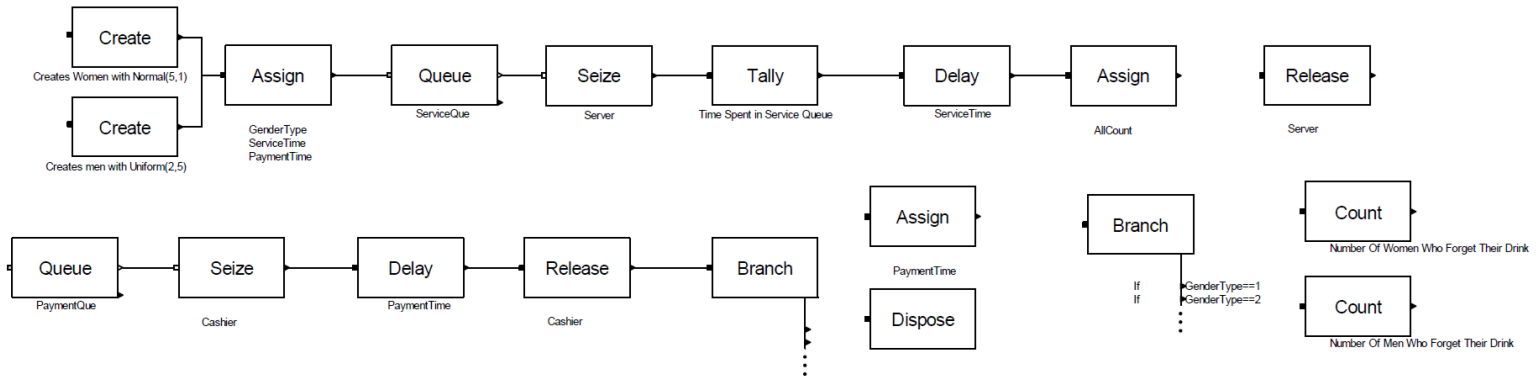 Create
Creates Women with Normal(5,1)
Create
Creates men with Uniform(2,5)
Assign
GenderType
ServiceTime
PaymentTime
Queue
ServiceQue
Seize
Server
Tally
Time Spent in Service Queue
Delay
ServiceTime
Assign
AllCount
Release
Server
Queue
PaymentQue
Seize
Cashier
Delay
PaymentTime
Release
Cashier
Branch
Assign
PaymentTime
Dispose
Branch
If GenderType==1
If GenderType==2
Count
Number Of Women Who Forget Their Drink
Count
Number Of Men Who Forget Their Drink